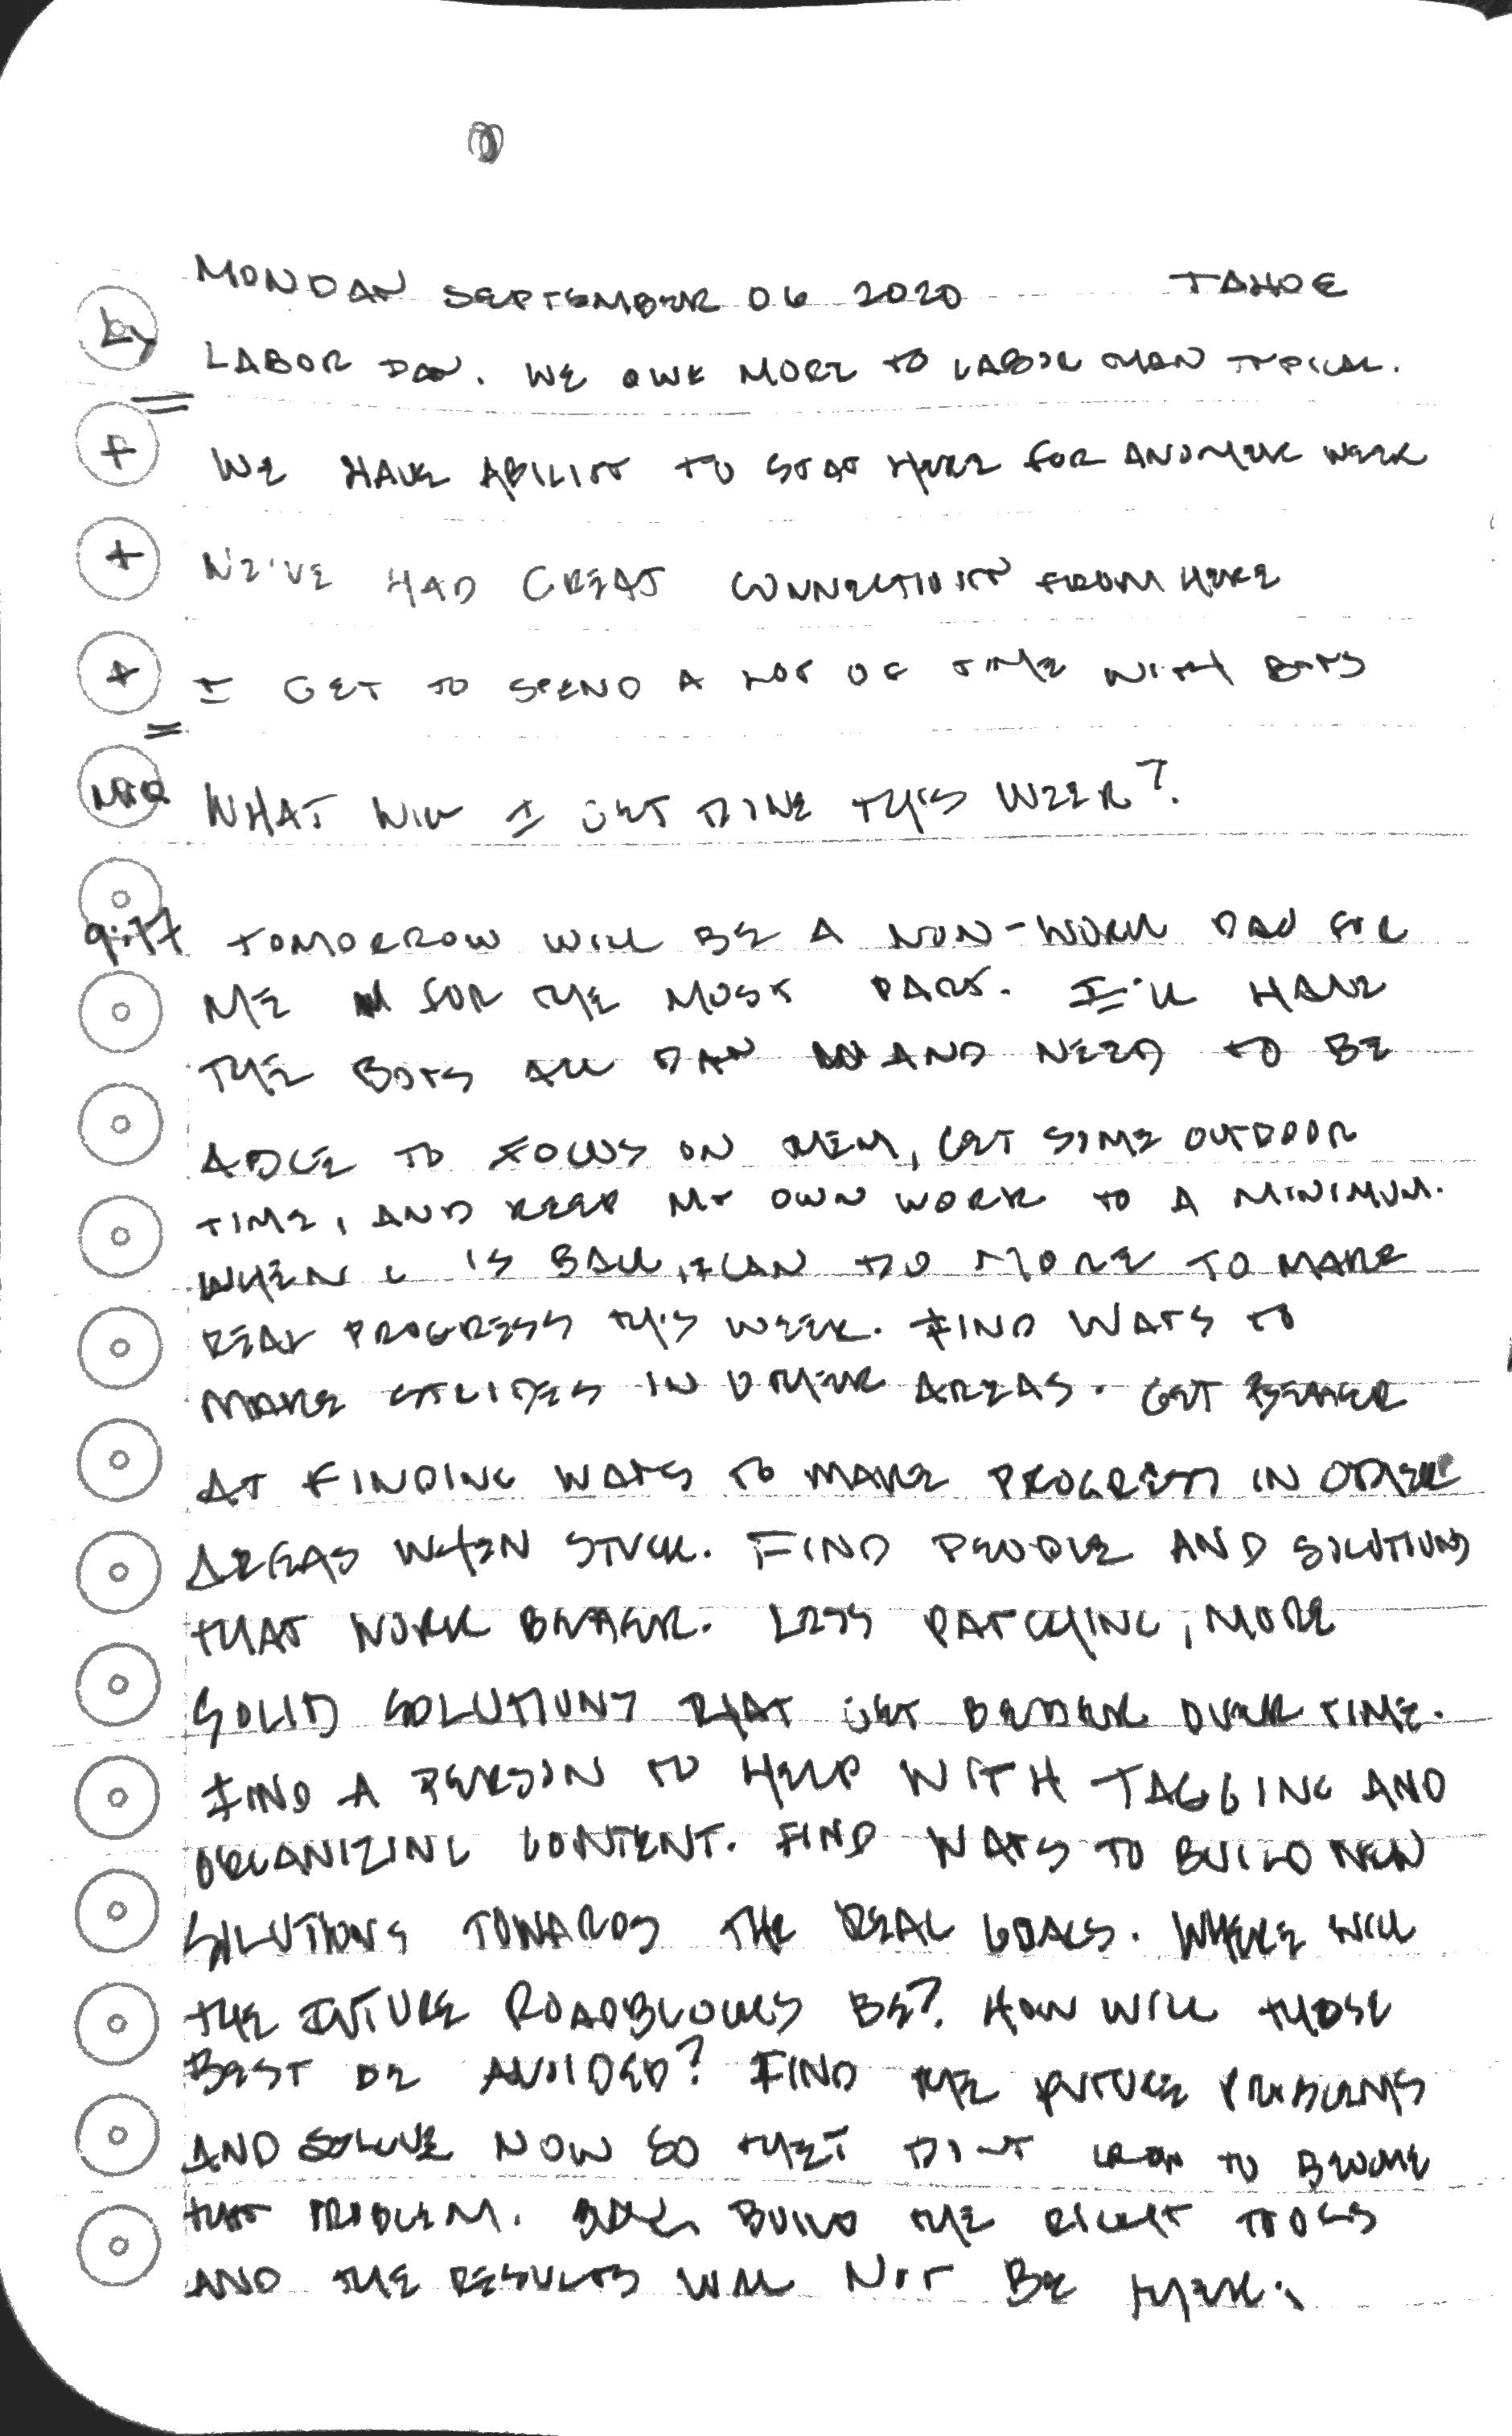 MONDAY SEPTEMBER 06 2020 TAHOE
LABOR DAY. WE OWE MORE TO LABOR THAN TYPICAL.
+ WE HAVE ABILITY TO STAY HERE FOR ANOTHER WEEK
+ WE'VE HAD GREAT CONNECTIVITY FROM HERE
+ I GET TO SPEND A LOT OF TIME WITH BOYS
WHAT WILL I GET DONE THIS WEEK?
9:17 TOMORROW WILL BE A NON-WORK DAY FOR
ME FOR THE MOST PART. I'LL HAVE
THE BOYS ALL DAY AND NEED TO BE
ABLE TO FOCUS ON THEM, GET SOME OUTDOOR
TIME, AND KEEP MY OWN WORK TO A MINIMUM.
WHEN L IS BACK, I CAN DO MORE TO MAKE
REAL PROGRESS THIS WEEK. FIND WAYS TO
MAKE STRIDES IN OTHER AREAS. GET BETTER
AT FINDING WAYS TO MAKE PROGRESS IN OTHER
AREAS WHEN STUCK. FIND PEOPLE AND SOLUTIONS
THAT WORK BETTER. LESS PATCHING, MORE
SOLID SOLUTIONS THAT GET BETTER OVER TIME.
FIND A PERSON TO HELP WITH TAGGING AND
ORGANIZING CONTENT. FIND WAYS TO BUILD NEW
SOLUTIONS TOWARDS THE REAL GOALS. WHERE WILL
THE FUTURE ROADBLOCKS BE? HOW WILL THOSE
BEST BE AVOIDED? FIND THE FUTURE PROBLEMS
AND SOLVE NOW SO THEY DON'T TO BECOME
THAT PROBLEM. BUILD THE RIGHT TOOLS
AND THE RESULTS WILL NOT BE